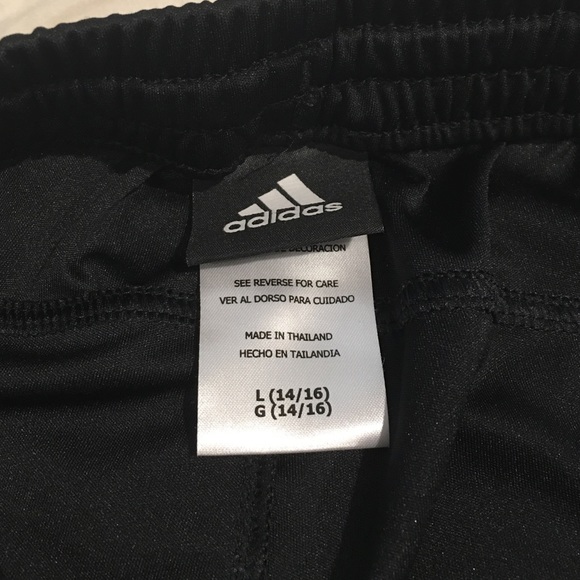 adidas
DECORACION
SEE REVERSE FOR CARE
VER AL DORSO PARA CUIDADO
MADE IN THAILAND
HECHO EN TAILANDIA
L (14/16)
G (14/16)